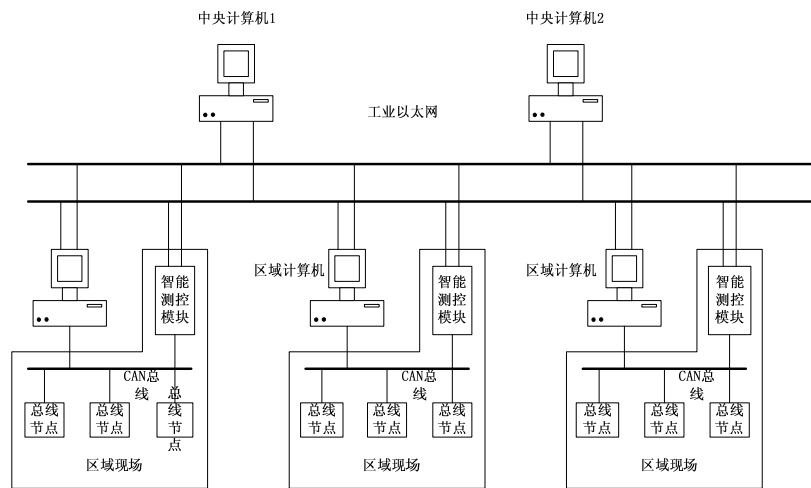 中央计算机1
中央计算机2
工业以太网
区域计算机
区域计算机
智能
测控
模块
智能
测控
模块
智能
测控
模块
CAN总
线
CAN总
线
CAN总
线
总线
节点
总线
节点
总
线
节
点
总线
节点
总线
节点
总线
节点
总线
节点
总线
节点
总线
节点
区域现场
区域现场
区域现场